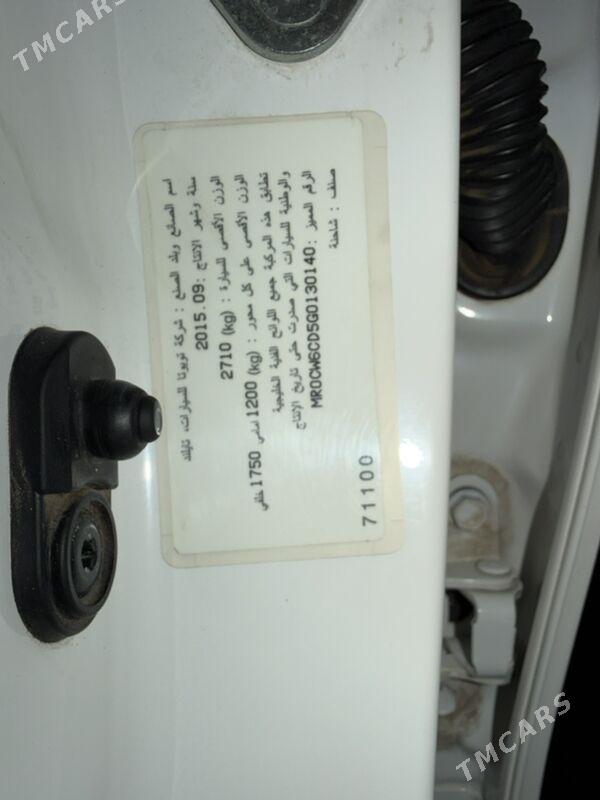 TMCARS
اسم الصانع وبلد الصنع : شركة تويوتا للسيارات، تايلند
سنة وشهر الانتاج :2015.09
الوزن الأقصى للسيارة : 2710 (kg)
الوزن الأقصى على كل محور : 1200 (kg) أمامي 1750 خلفي
تطابق هذه المركبة جميع اللوائح الفنية الخليجية
والوطنية للسيارات التي صدرت حتى تاريخ الإنتاج
الرقم المميز :MR0CW6CD5G0130140
صنف : شاحنة
71100
TMCARS